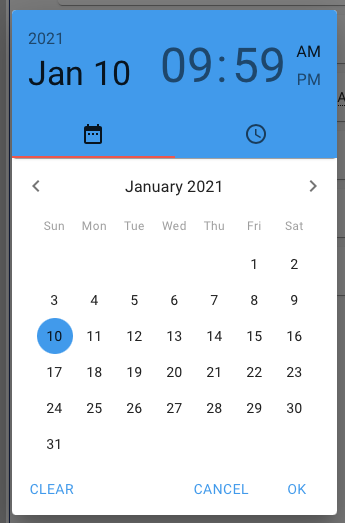 2021
Jan 10 09:59 AM
PM
January 2021
Sun Mon Tue Wed Thu Fri Sat
1 2
3 4 5 6 7 8 9
10 11 12 13 14 15 16
17 18 19 20 21 22 23
24 25 26 27 28 29 30
31
CLEAR CANCEL OK